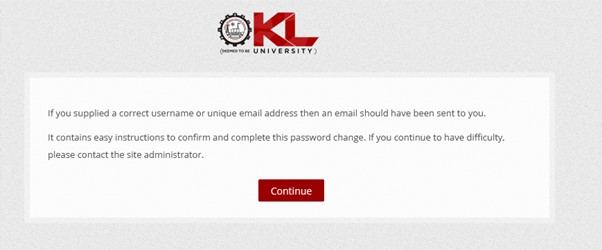 KL
(DEEMED TO BE UNIVERSITY)
If you supplied a correct username or unique email address then an email should have been sent to you.
It contains easy instructions to confirm and complete this password change. If you continue to have difficulty,
please contact the site administrator.
Continue